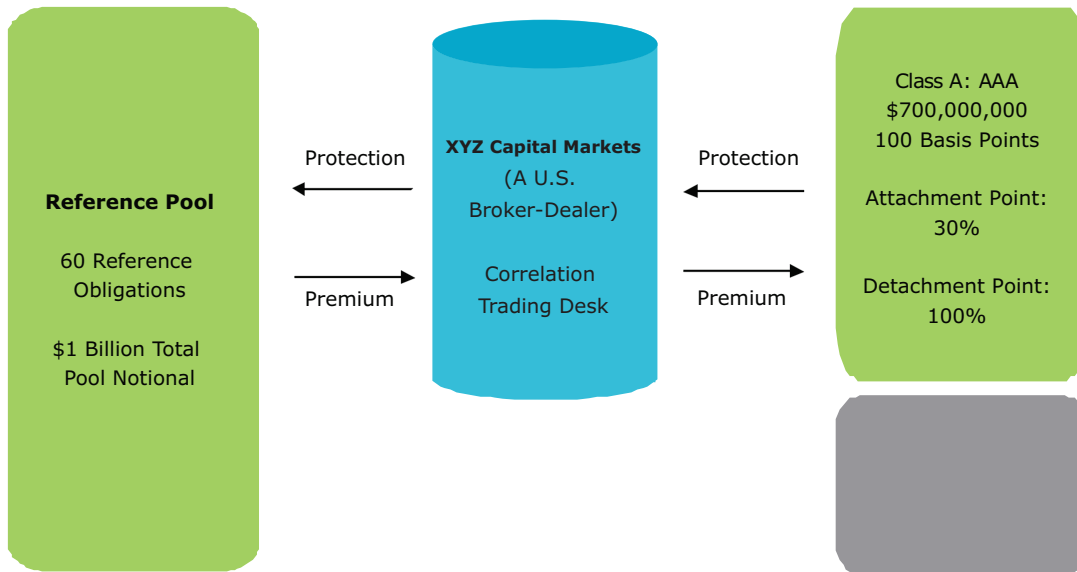 Reference Pool
60 Reference
Obligations
$1 Billion Total
Pool Notional
Protection
Premium
XYZ Capital Markets
(A U.S.
Broker-Dealer)
Correlation
Trading Desk
Protection
Premium
Class A: AAA
$700,000,000
100 Basis Points
Attachment Point:
30%
Detachment Point:
100%